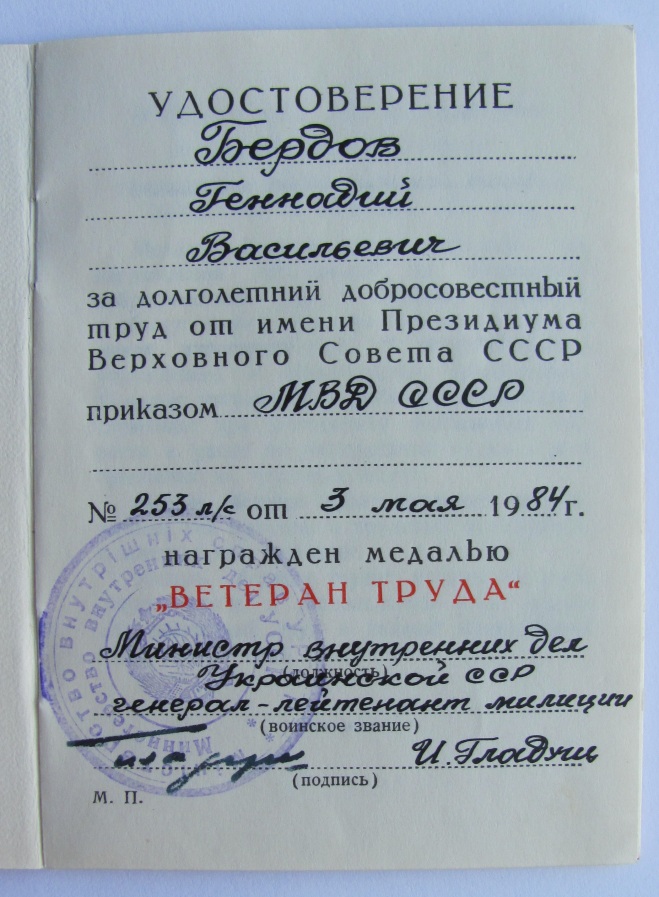 УДОСТОВЕРЕНИЕ
Бердов
Геннадий
Васильевич
за долголетний добросовестный
труд от имени Президиума
Верховного Совета СССР
приказом МВД СССР
№ 253 л/с от 3 мая 1984 г.
награжден медалью
„ВЕТЕРАН ТРУДА“
Министр внутренних дел
(должность)
Украинской ССР
генерал-лейтенант милиции
(воинское звание)
И. Гладуш
(подпись)
М. П.